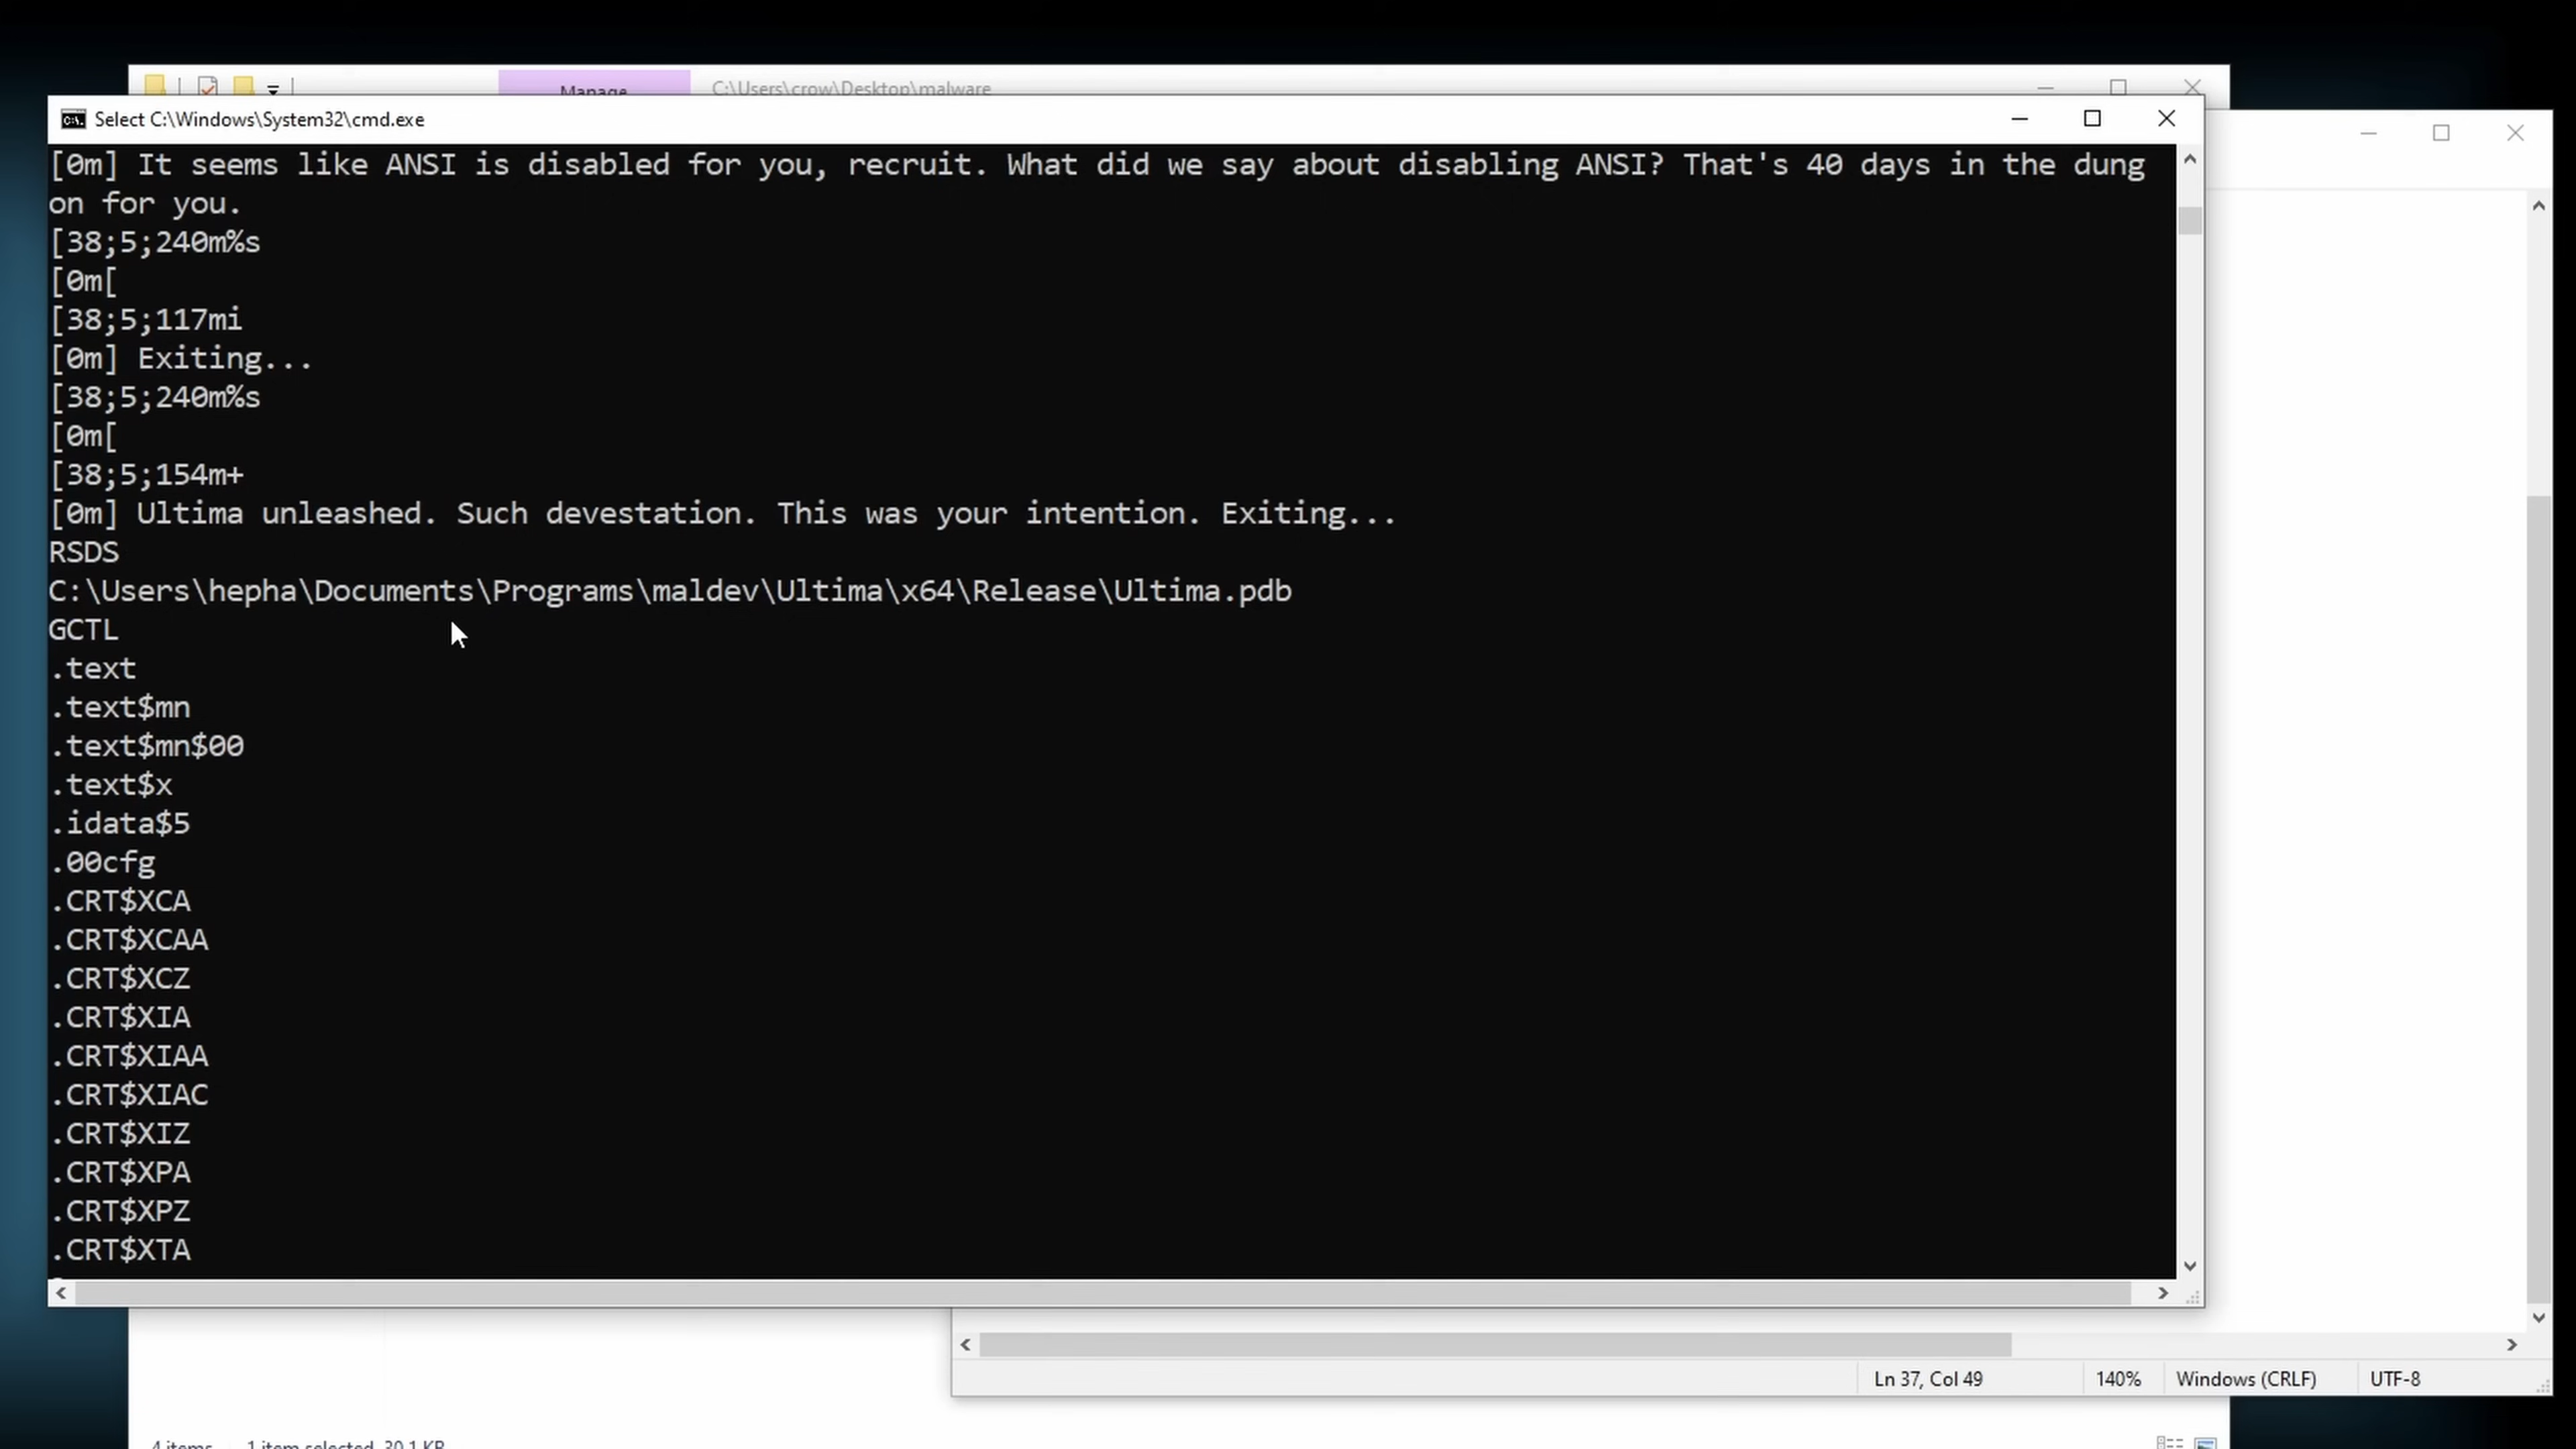 Manage
C:\Users\crow\Desktop\malware
Select C:\Windows\System32\cmd.exe
[0m] It seems like ANSI is disabled for you, recruit. What did we say about disabling ANSI? That's 40 days in the dung
on for you.
[38;5;240m%s
[0m[
[38;5;117mi
[0m] Exiting...
[38;5;240m%s
[0m[
[38;5;154m+
[0m] Ultima unleashed. Such devestation. This was your intention. Exiting...
RSDS
C:\Users\hepha\Documents\Programs\maldev\Ultima\x64\Release\Ultima.pdb
GCTL
.text
.text$mn
.text$mn$00
.text$x
.idata$5
.00cfg
.CRT$XCA
.CRT$XCAA
.CRT$XCZ
.CRT$XIA
.CRT$XIAA
.CRT$XIAC
.CRT$XIZ
.CRT$XPA
.CRT$XPZ
.CRT$XTA
Ln 37, Col 49
140%
Windows (CRLF)
UTF-8
4 items
1 item selected 30.1 KB